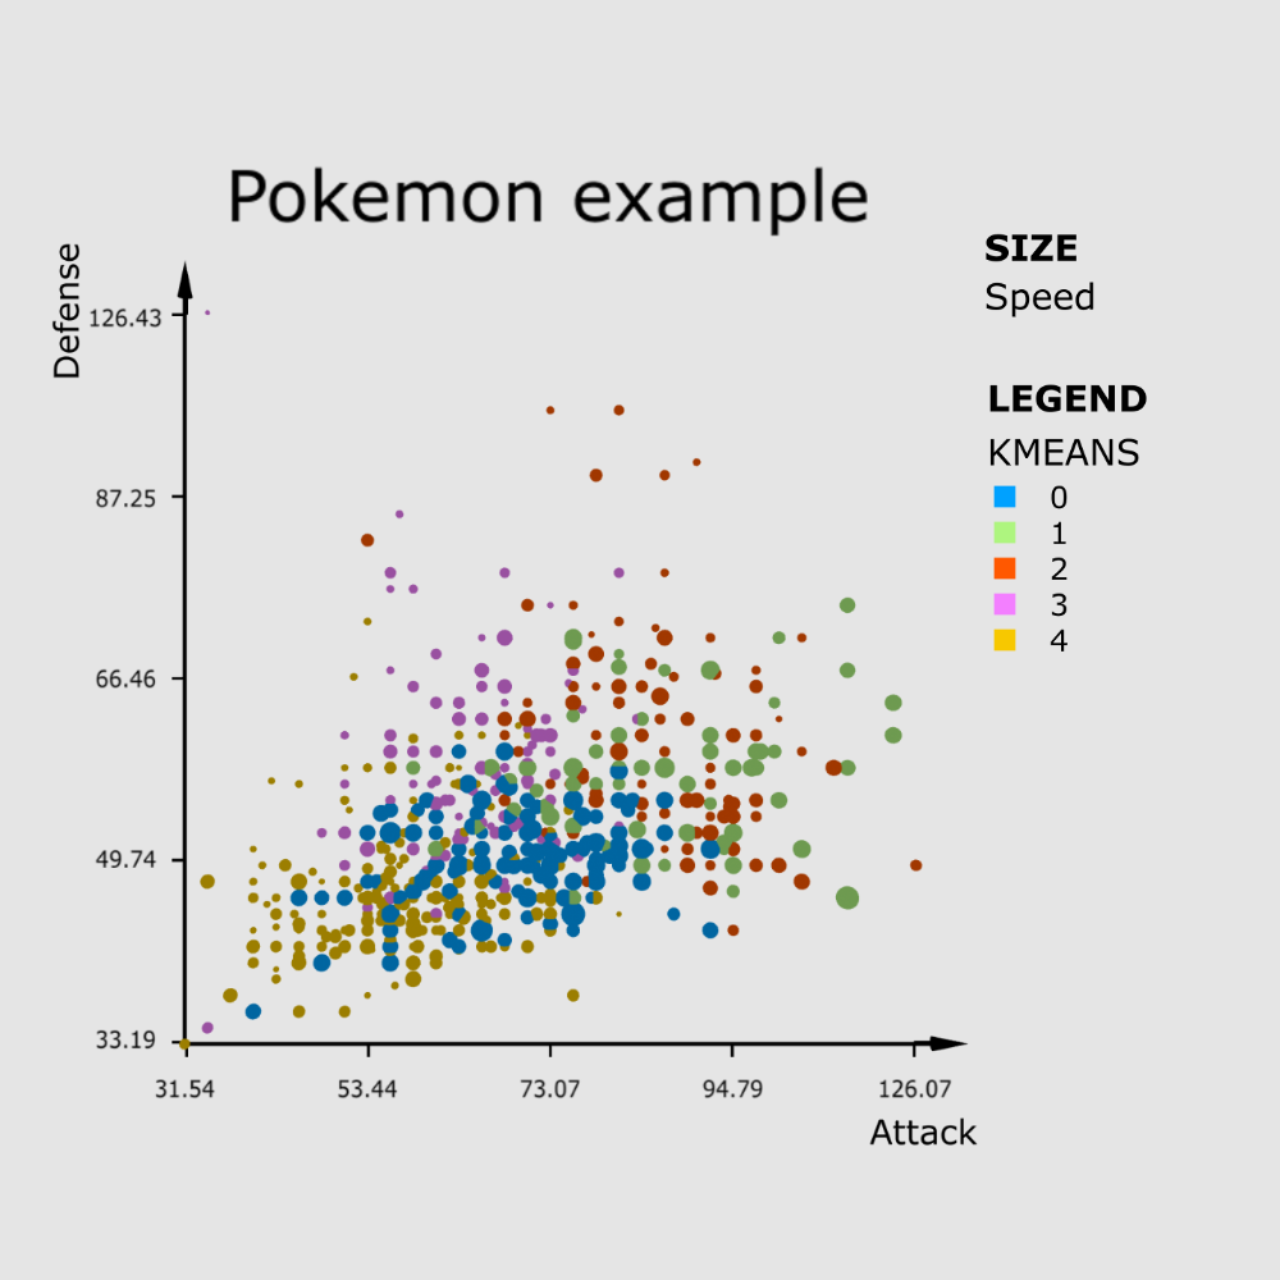 Pokemon example
SIZE
Speed
Defense
126.43
87.25
66.46
49.74
33.19
31.54
53.44
73.07
94.79
126.07
Attack
LEGEND
KMEANS
0
1
2
3
4